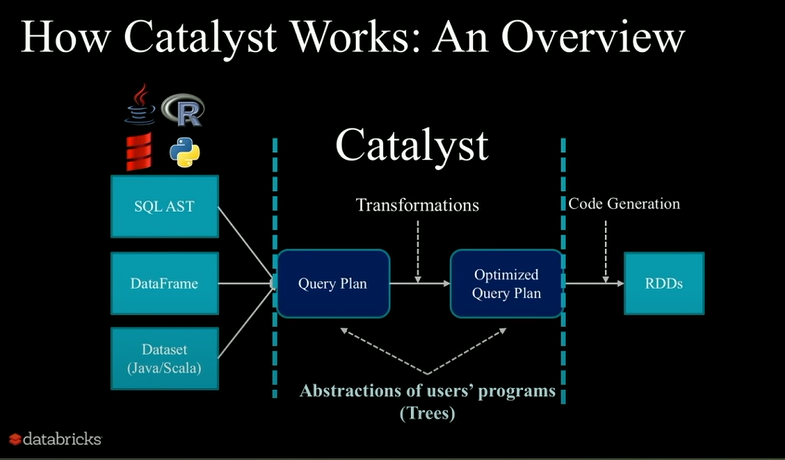 How Catalyst Works: An Overview
R
Catalyst
SQL AST
Transformations
Code Generation
DataFrame
Query Plan
Optimized
Query Plan
RDDs
Dataset
(Java/Scala)
Abstractions of users' programs
(Trees)
databricks